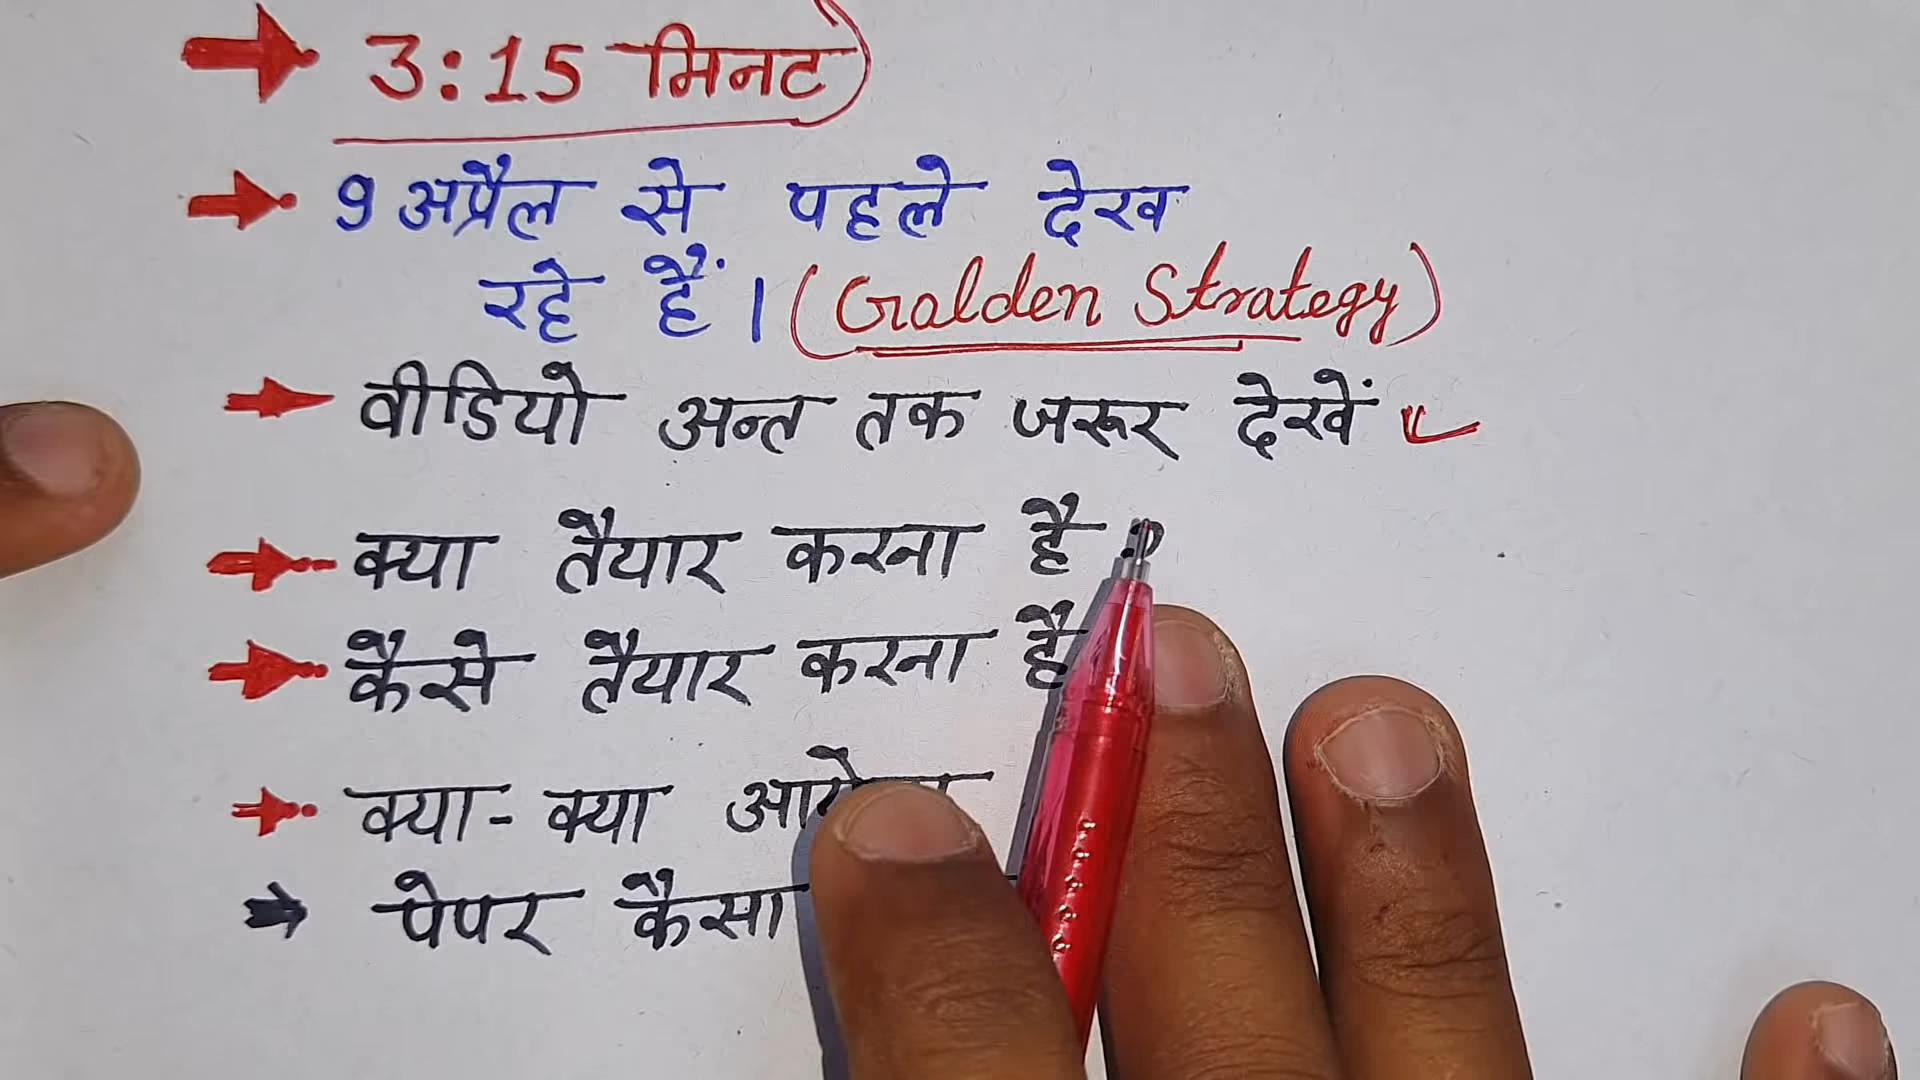 3:15 मिनट
9 अप्रैल से पहले देख
रहे हैं। (Golden Strategy)
वीडियो अन्त तक जरूर देखें
क्या तैयार करना है
कैसे तैयार करना है
क्या- क्या
पेपर कैसा